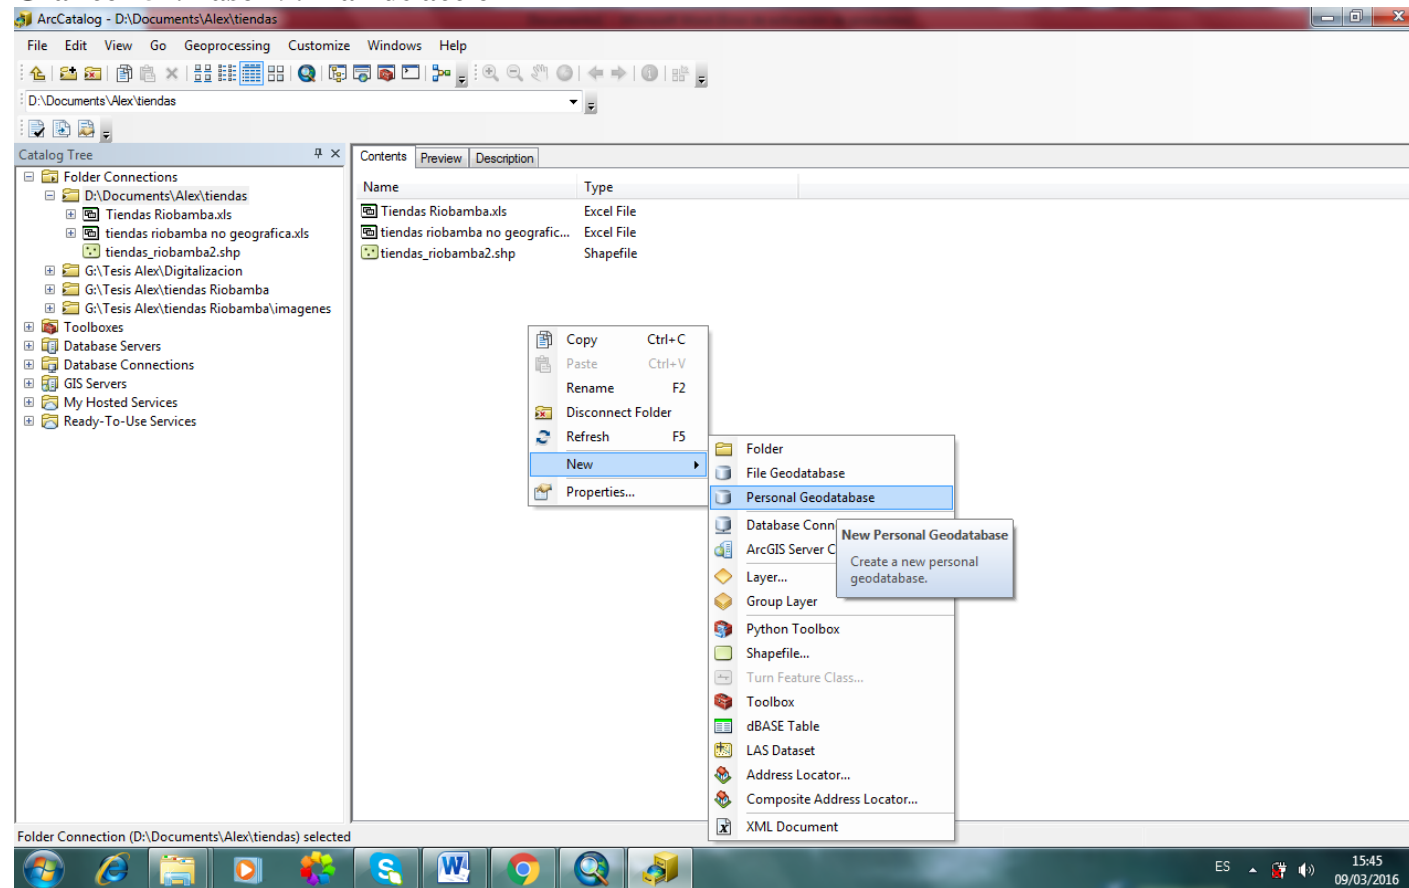 ArcCatalog - D:\Documents\Alex\tiendas
File Edit View Go Geoprocessing Customize Windows Help
D:\Documents\Alex\tiendas
Catalog Tree
Folder Connections
D:\Documents\Alex\tiendas
Tiendas Riobamba.xls
tiendas riobamba no geografica.xls
tiendas_riobamba2.shp
G:\Tesis Alex\Digitalizacion
G:\Tesis Alex\tiendas Riobamba
G:\Tesis Alex\tiendas Riobamba\imagenes
Toolboxes
Database Servers
Database Connections
GIS Servers
My Hosted Services
Ready-To-Use Services
Contents Preview Description
Name Type
Tiendas Riobamba.xls Excel File
tiendas riobamba no geografic... Excel File
tiendas_riobamba2.shp Shapefile
Copy Ctrl+C
Paste Ctrl+V
Rename F2
Disconnect Folder
Refresh F5
New
Properties...
Folder
File Geodatabase
Personal Geodatabase
Database Conn
ArcGIS Server C
Layer...
Group Layer
Python Toolbox
Shapefile...
Turn Feature Class...
Toolbox
dBASE Table
LAS Dataset
Address Locator...
Composite Address Locator...
XML Document
New Personal Geodatabase
Create a new personal
geodatabase.
Folder Connection (D:\Documents\Alex\tiendas) selected
ES
15:45
09/03/2016